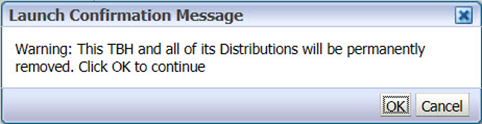 Launch Confirmation Message
Warning: This TBH and all of its Distributions will be permanently
removed. Click OK to continue
OK Cancel